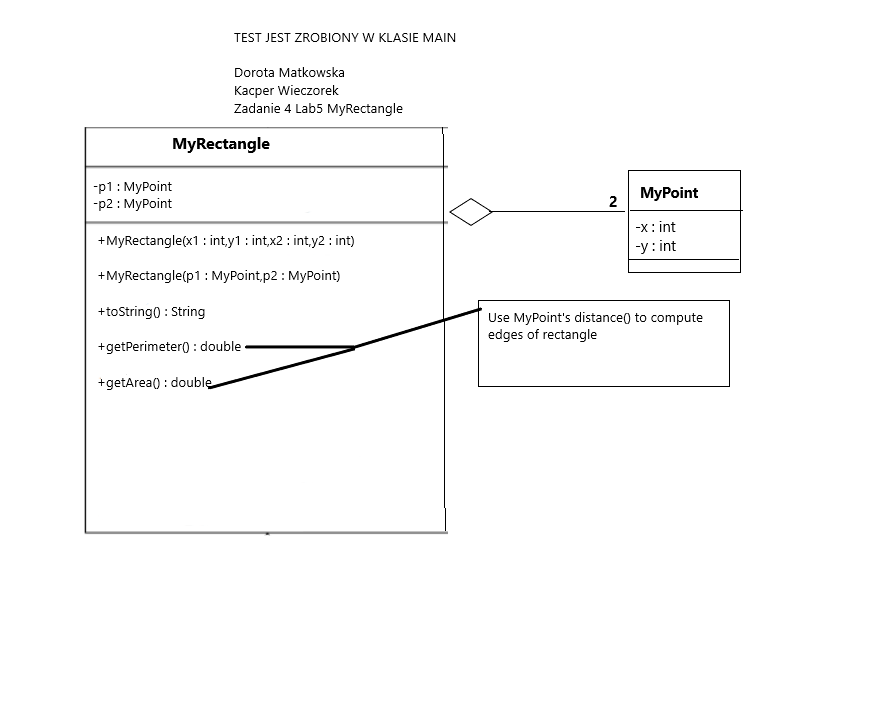 TEST JEST ZROBIONY W KLASIE MAIN
Dorota Matkowska
Kacper Wieczorek
Zadanie 4 Lab5 MyRectangle
MyRectangle
-p1 : MyPoint
-p2 : MyPoint
+MyRectangle(x1 : int,y1 : int,x2 : int,y2 : int)
+MyRectangle(p1 : MyPoint,p2 : MyPoint)
+toString() : String
+getPerimeter() : double
+getArea() : double
2
MyPoint
-x : int
-y : int
Use MyPoint's distance() to compute
edges of rectangle